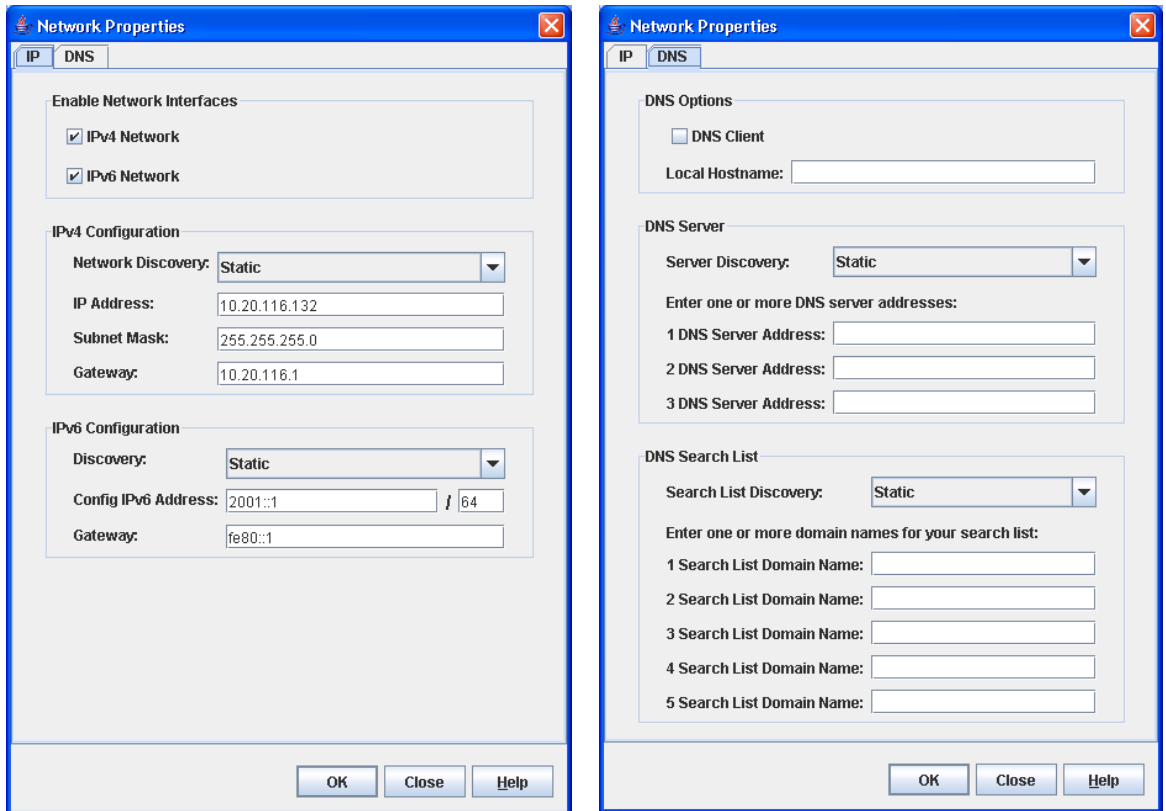 Network Properties
IP DNS
Enable Network Interfaces
IPv4 Network
IPv6 Network
IPv4 Configuration
Network Discovery: Static
IP Address: 10.20.116.132
Subnet Mask: 255.255.255.0
Gateway: 10.20.116.1
IPv6 Configuration
Discovery: Static
Config IPv6 Address: 2001::1 / 64
Gateway: fe80::1
OK Close Help
Network Properties
IP DNS
DNS Options
DNS Client
Local Hostname:
DNS Server
Server Discovery: Static
Enter one or more DNS server addresses:
1 DNS Server Address:
2 DNS Server Address:
3 DNS Server Address:
DNS Search List
Search List Discovery: Static
Enter one or more domain names for your search list:
1 Search List Domain Name:
2 Search List Domain Name:
3 Search List Domain Name:
4 Search List Domain Name:
5 Search List Domain Name:
OK Close Help